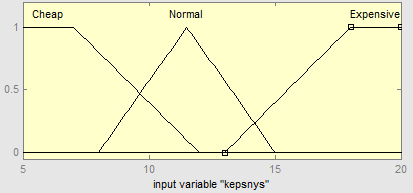 Cheap Normal Expensive
1
0.5
0
5 10 15 20
input variable "kepsnys"